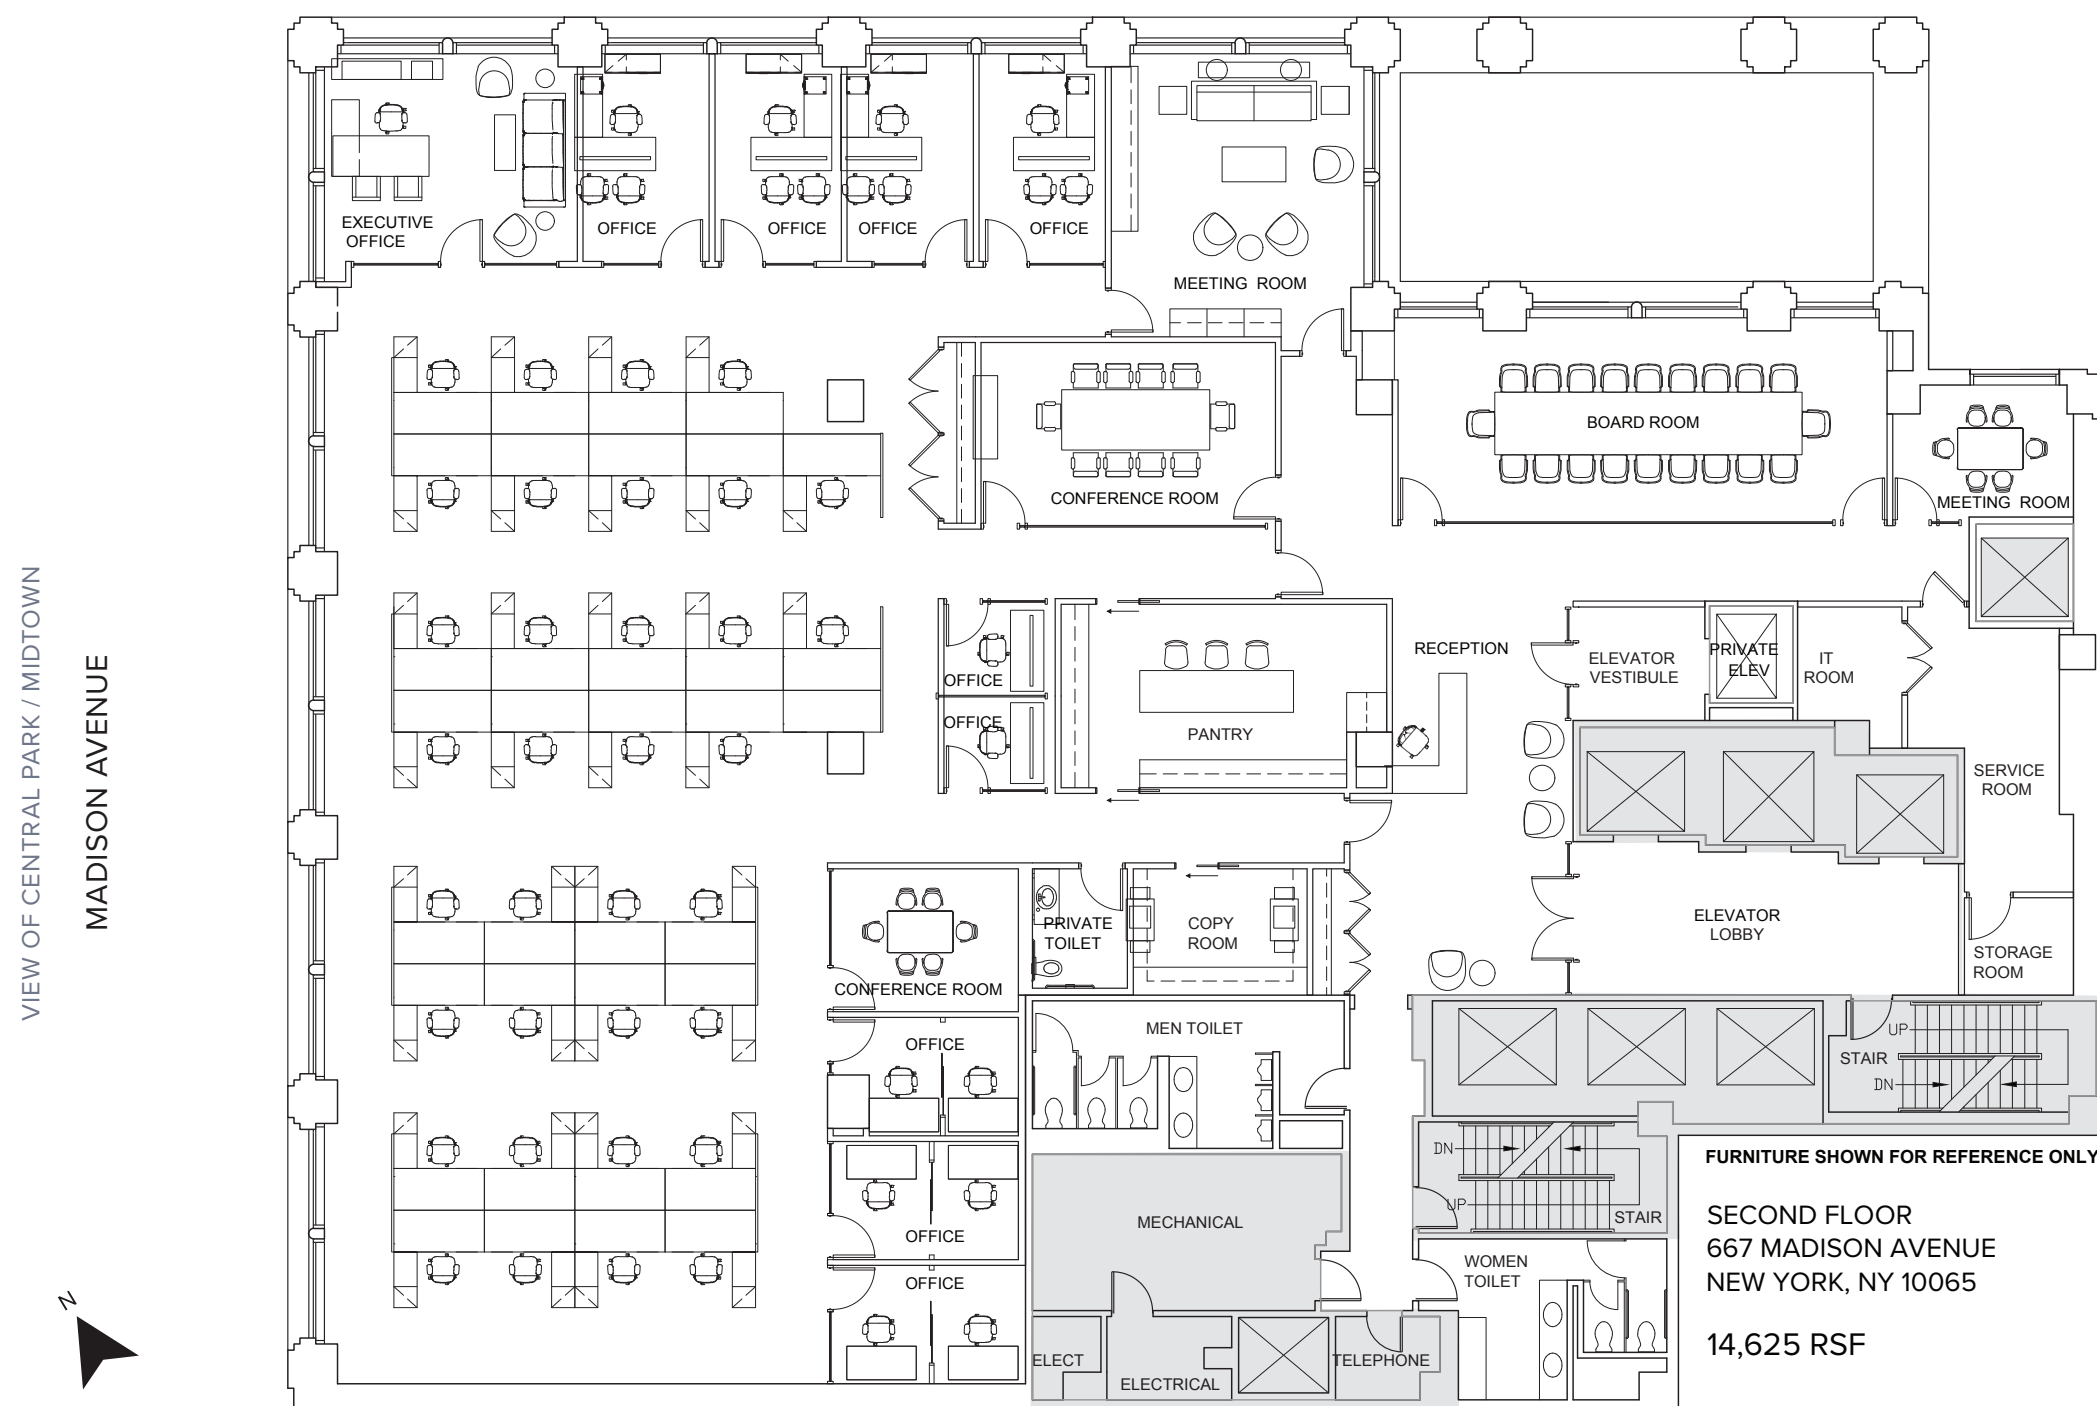 EXECUTIVE
OFFICE
OFFICE
OFFICE
OFFICE
OFFICE
MEETING ROOM
BOARD ROOM
CONFERENCE ROOM
MEETING ROOM
VIEW OF CENTRAL PARK / MIDTOWN
MADISON AVENUE
OFFICE
OFFICE
PANTRY
RECEPTION
ELEVATOR
VESTIBULE
PRIVATE
ELEV
IT
ROOM
SERVICE
ROOM
CONFERENCE ROOM
PRIVATE
TOILET
COPY
ROOM
ELEVATOR
LOBBY
STORAGE
ROOM
OFFICE
MEN TOILET
UP
STAIR
DN
DN
UP
STAIR
OFFICE
MECHANICAL
OFFICE
WOMEN
TOILET
ELECT
ELECTRICAL
TELEPHONE
N
FURNITURE SHOWN FOR REFERENCE ONLY
SECOND FLOOR
667 MADISON AVENUE
NEW YORK, NY 10065
14,625 RSF